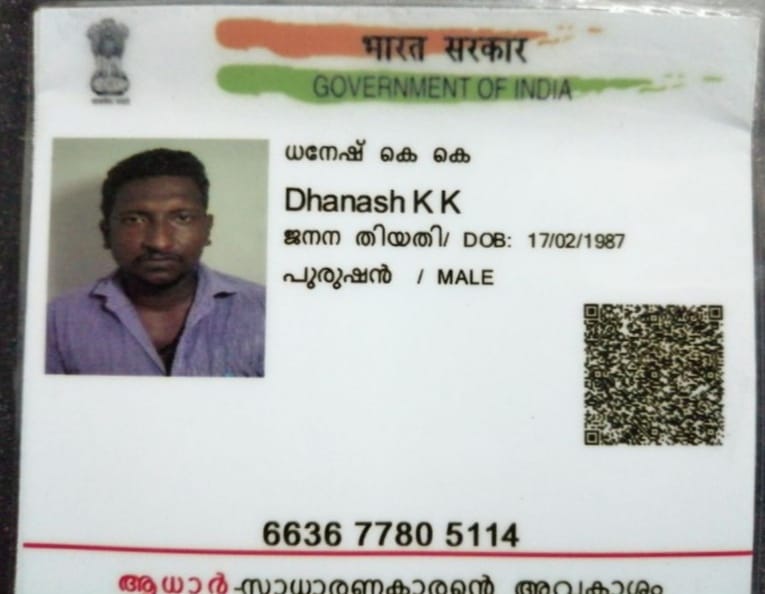 भारत सरकार
GOVERNMENT OF INDIA
ധനേഷ് കെ കെ
Dhanash K K
ജനന തിയതി/ DOB: 17/02/1987
പുരുഷൻ / MALE
6636 7780 5114
ആധാർ-സാധാരണകാരന്റെ അവകാശം